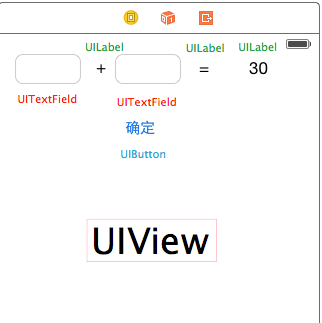 UILabel UILabel UILabel
+ = 30
UITextField UITextField
确定
UIButton
UIView